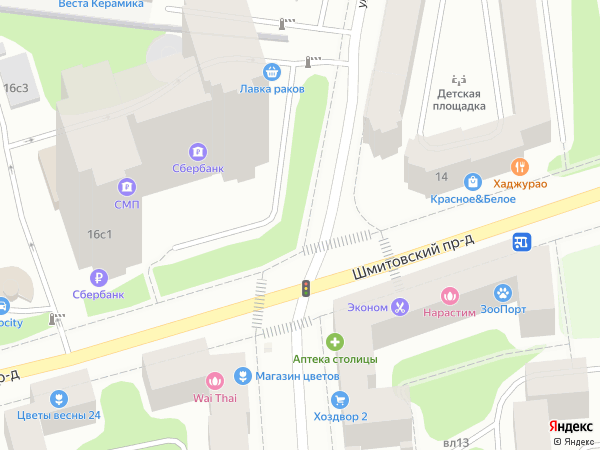 Веста Керамика
16с3
Лавка раков
Детская
площадка
Сбербанк
14
Хаджурао
СМП
Красное&Белое
16с1
Шмитовский пр-д
Сбербанк
ocity
Эконом
Нарастим
ЗооПорт
Аптека столицы
р-д
Wai Thai
Магазин цветов
Цветы весны 24
Хоздвор 2
вл13
Яндекс
© Яндекс